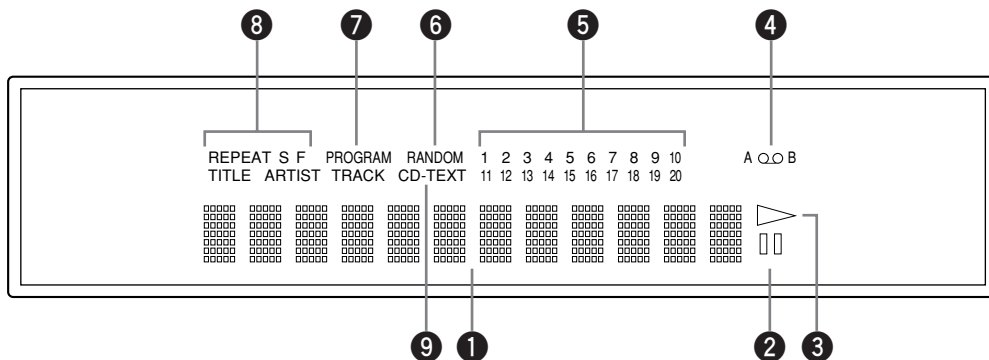 8 7 6 5 4
REPEAT S F PROGRAM RANDOM 1 2 3 4 5 6 7 8 9 10 A B
TITLE ARTIST TRACK CD-TEXT 11 12 13 14 15 16 17 18 19 20
9 1 2 3